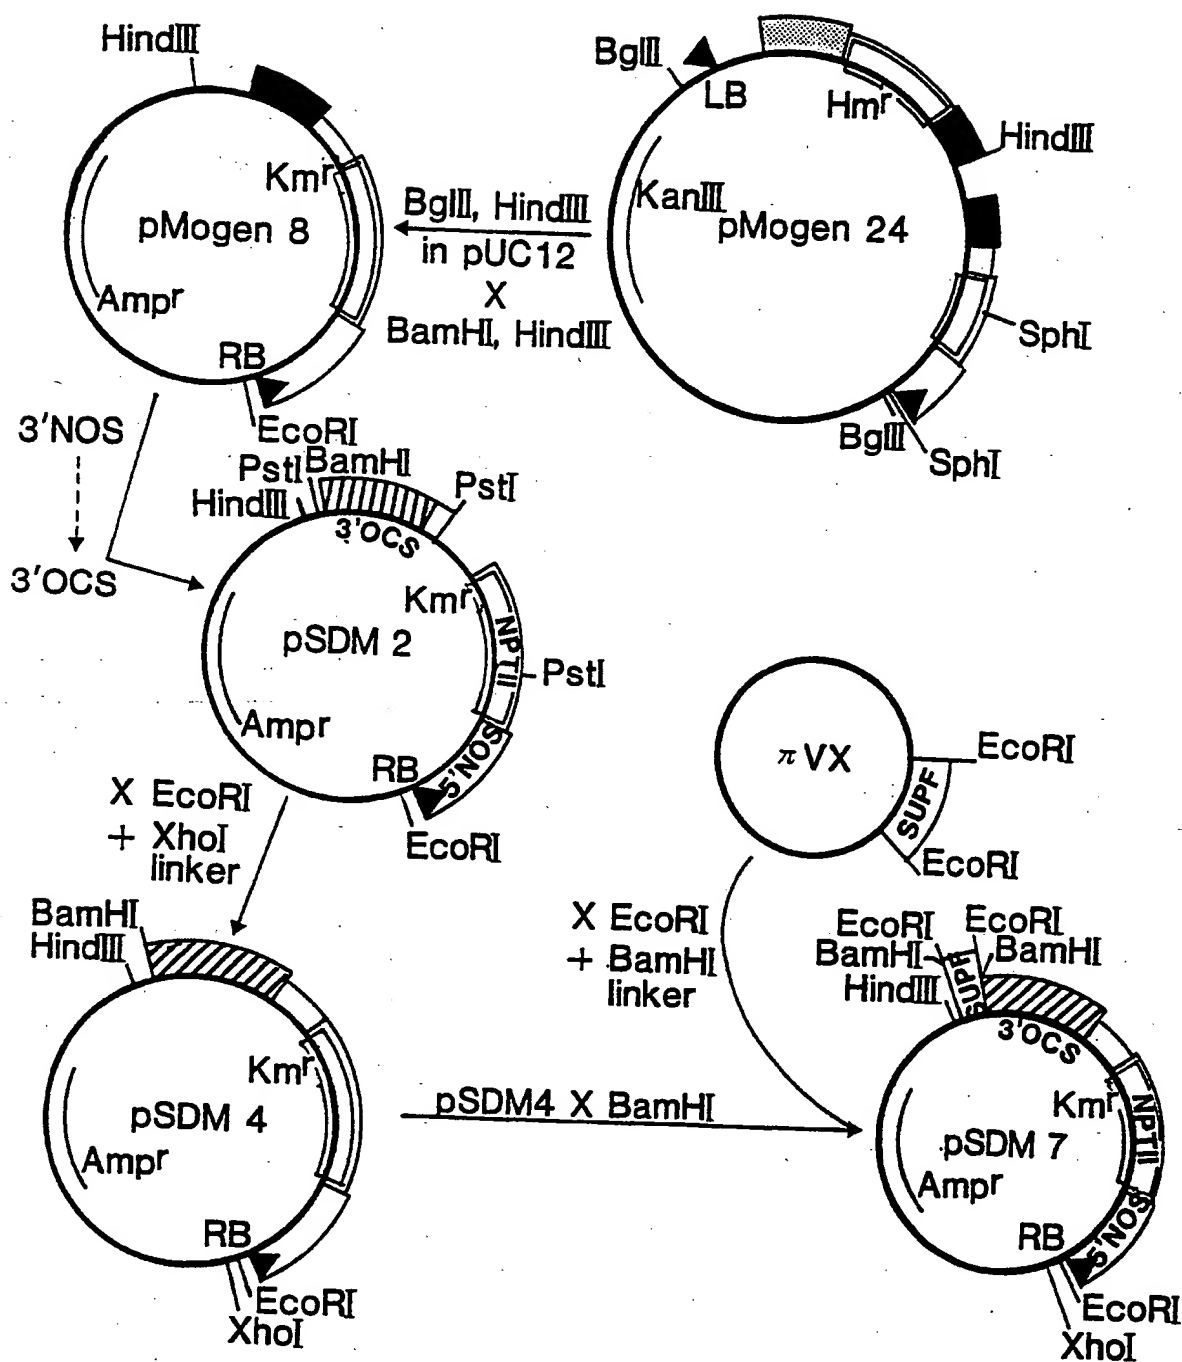 HindIII
Kmr
pMogen 8
Ampr
RB
EcoRI
BglII, HindIII
in pUC12
X
BamHI, HindIII
BglII
LB
Hmr
HindIII
KanIII
pMogen 24
SphI
BglII
SphI
3'NOS
3'OCS
PstI
BamHI
HindIII
PstI
3'OCS
Kmr
NPTII
pSDM 2
PstI
Ampr
5'NOS
RB
EcoRI
X EcoRI
+ XhoI
linker
π VX
EcoRI
SUPF
EcoRI
X EcoRI
+ BamHI
linker
BamHI
HindIII
Kmr
pSDM 4
Ampr
RB
EcoRI
XhoI
pSDM4 X BamHI
EcoRI
EcoRI
BamHI
BamHI
HindIII
SUPF
3'OCS
Kmr
NPTII
pSDM 7
Ampr
5'NOS
RB
EcoRI
XhoI